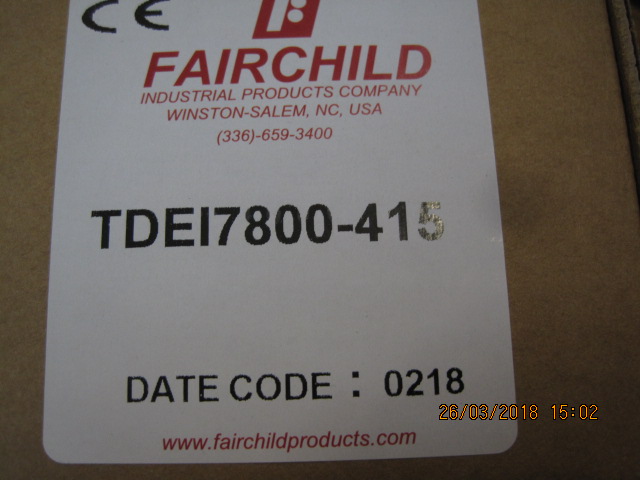 CE
FAIRCHILD
INDUSTRIAL PRODUCTS COMPANY
WINSTON-SALEM, NC, USA
(336)-659-3400
TDEI7800-415
DATE CODE : 0218
26/03/2018 15:02
www.fairchildproducts.com